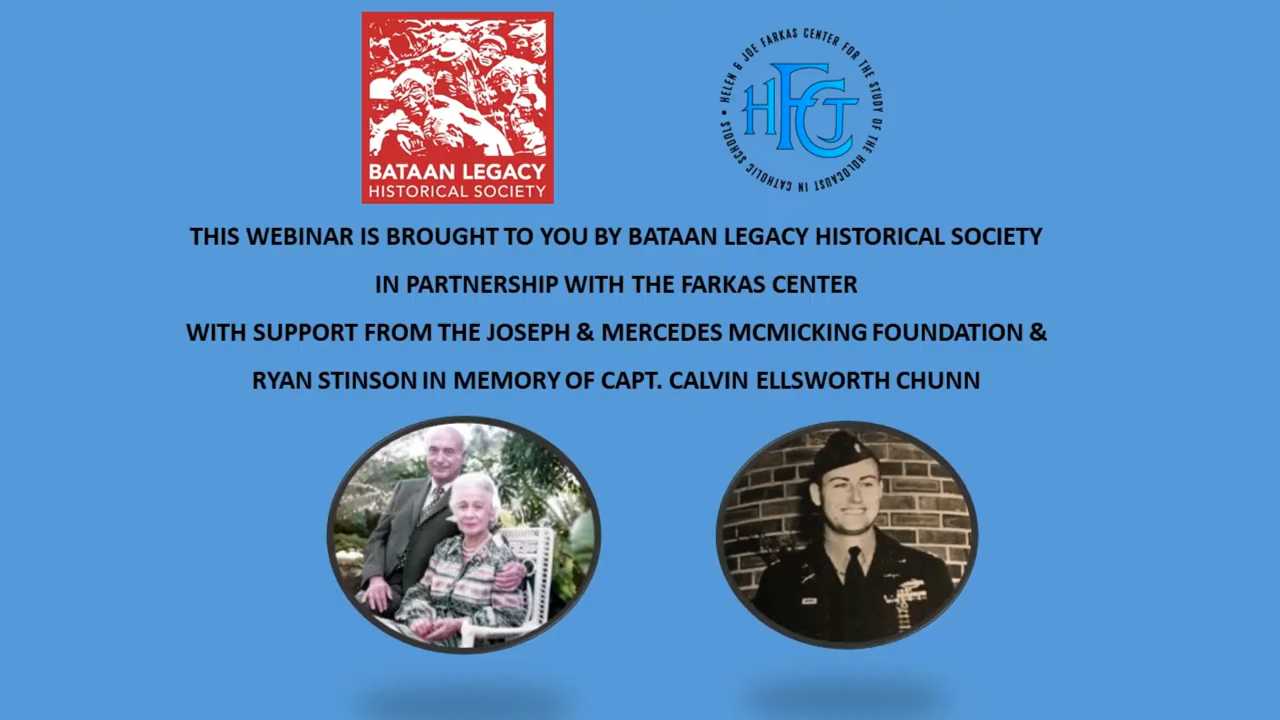 BATAAN LEGACY
HISTORICAL SOCIETY
HELEN & JOE FARKAS CENTER FOR THE STUDY OF THE HOLOCAUST IN CATHOLIC SCHOOLS •
HFCJ
THIS WEBINAR IS BROUGHT TO YOU BY BATAAN LEGACY HISTORICAL SOCIETY
IN PARTNERSHIP WITH THE FARKAS CENTER
WITH SUPPORT FROM THE JOSEPH & MERCEDES MCMICKING FOUNDATION &
RYAN STINSON IN MEMORY OF CAPT. CALVIN ELLSWORTH CHUNN